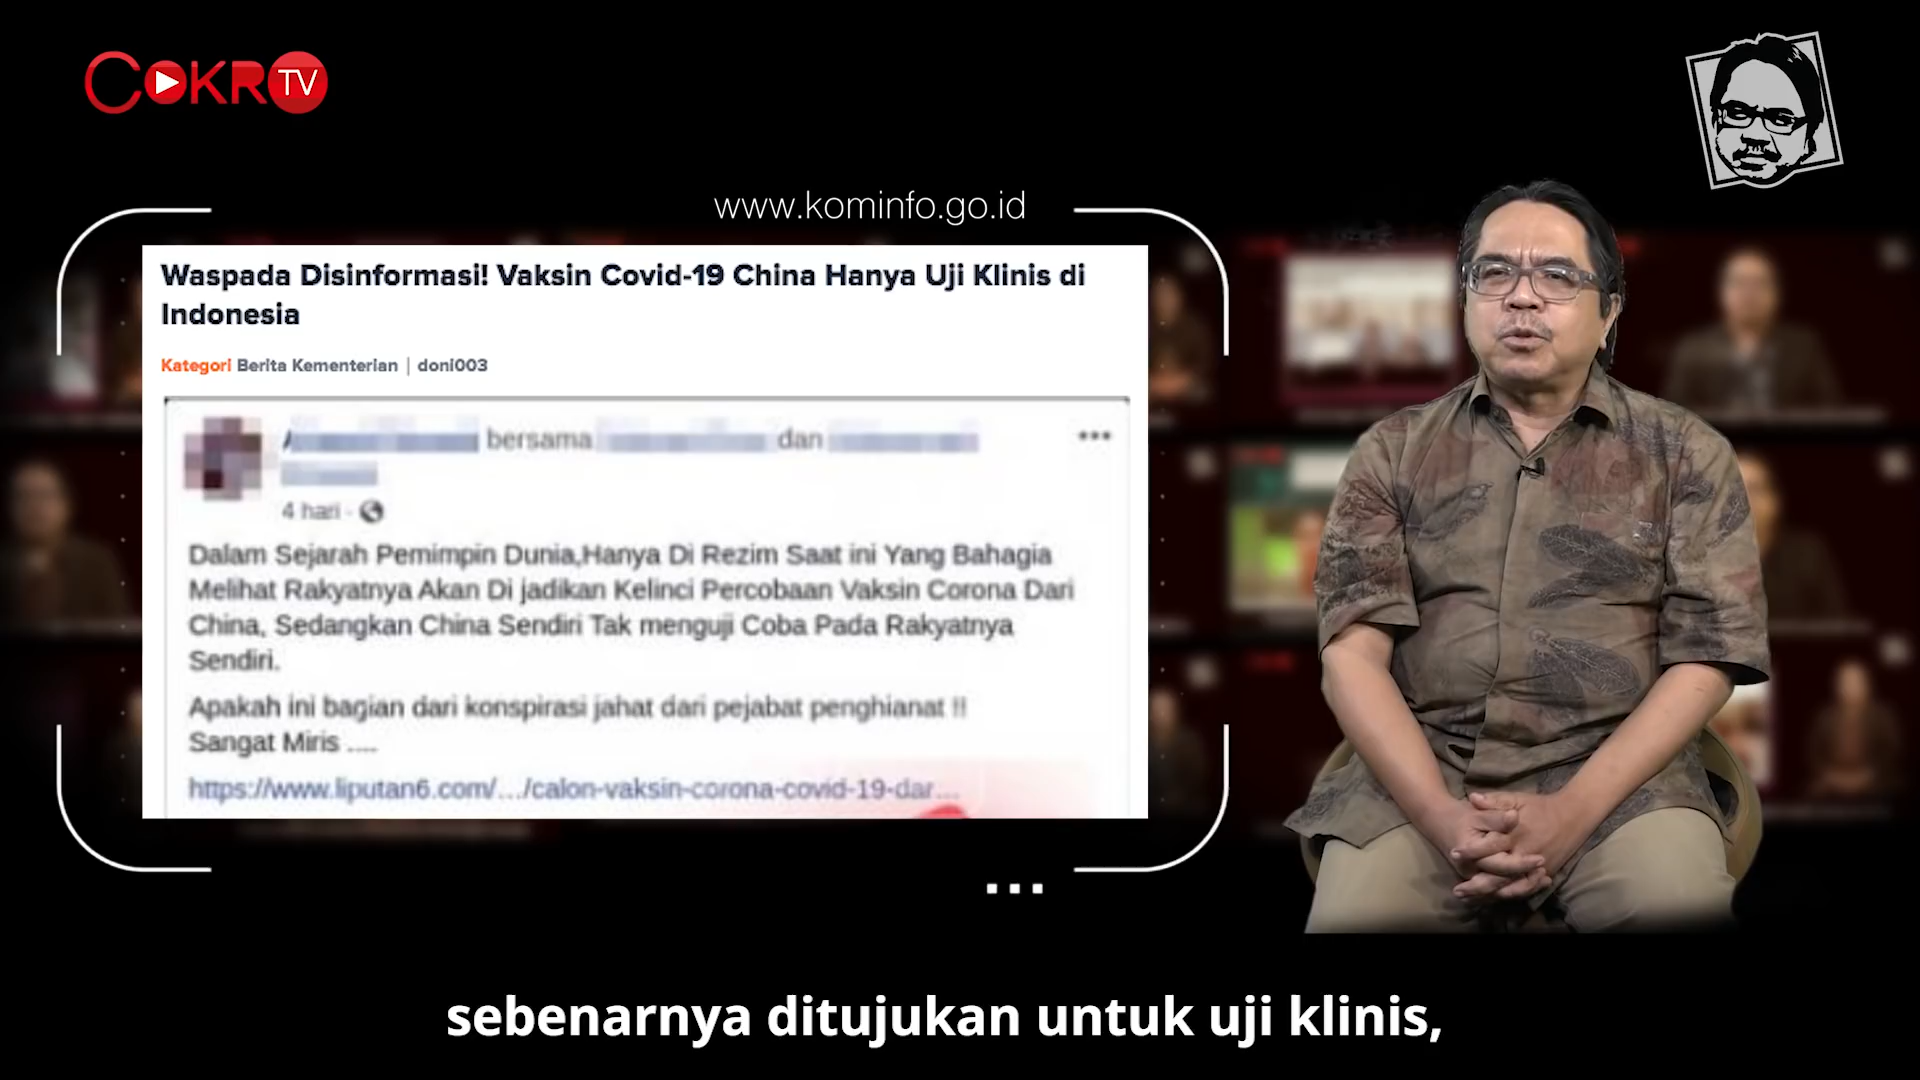 COKRO TV
www.kominfo.go.id
Waspada Disinformasi! Vaksin Covid-19 China Hanya Uji Klinis di
Indonesia
Kategori Berita Kementerian | doni003
bersama dan
4 hari ·
Dalam Sejarah Pemimpin Dunia,Hanya Di Rezim Saat ini Yang Bahagia
Melihat Rakyatnya Akan Di jadikan Kelinci Percobaan Vaksin Corona Dari
China, Sedangkan China Sendiri Tak menguji Coba Pada Rakyatnya
Sendiri.
Apakah ini bagian dari konspirasi jahat dari pejabat penghianat !!
Sangat Miris ....
https://www.liputan6.com/.../calon-vaksin-corona-covid-19-dar...
...
sebenarnya ditujukan untuk uji klinis,